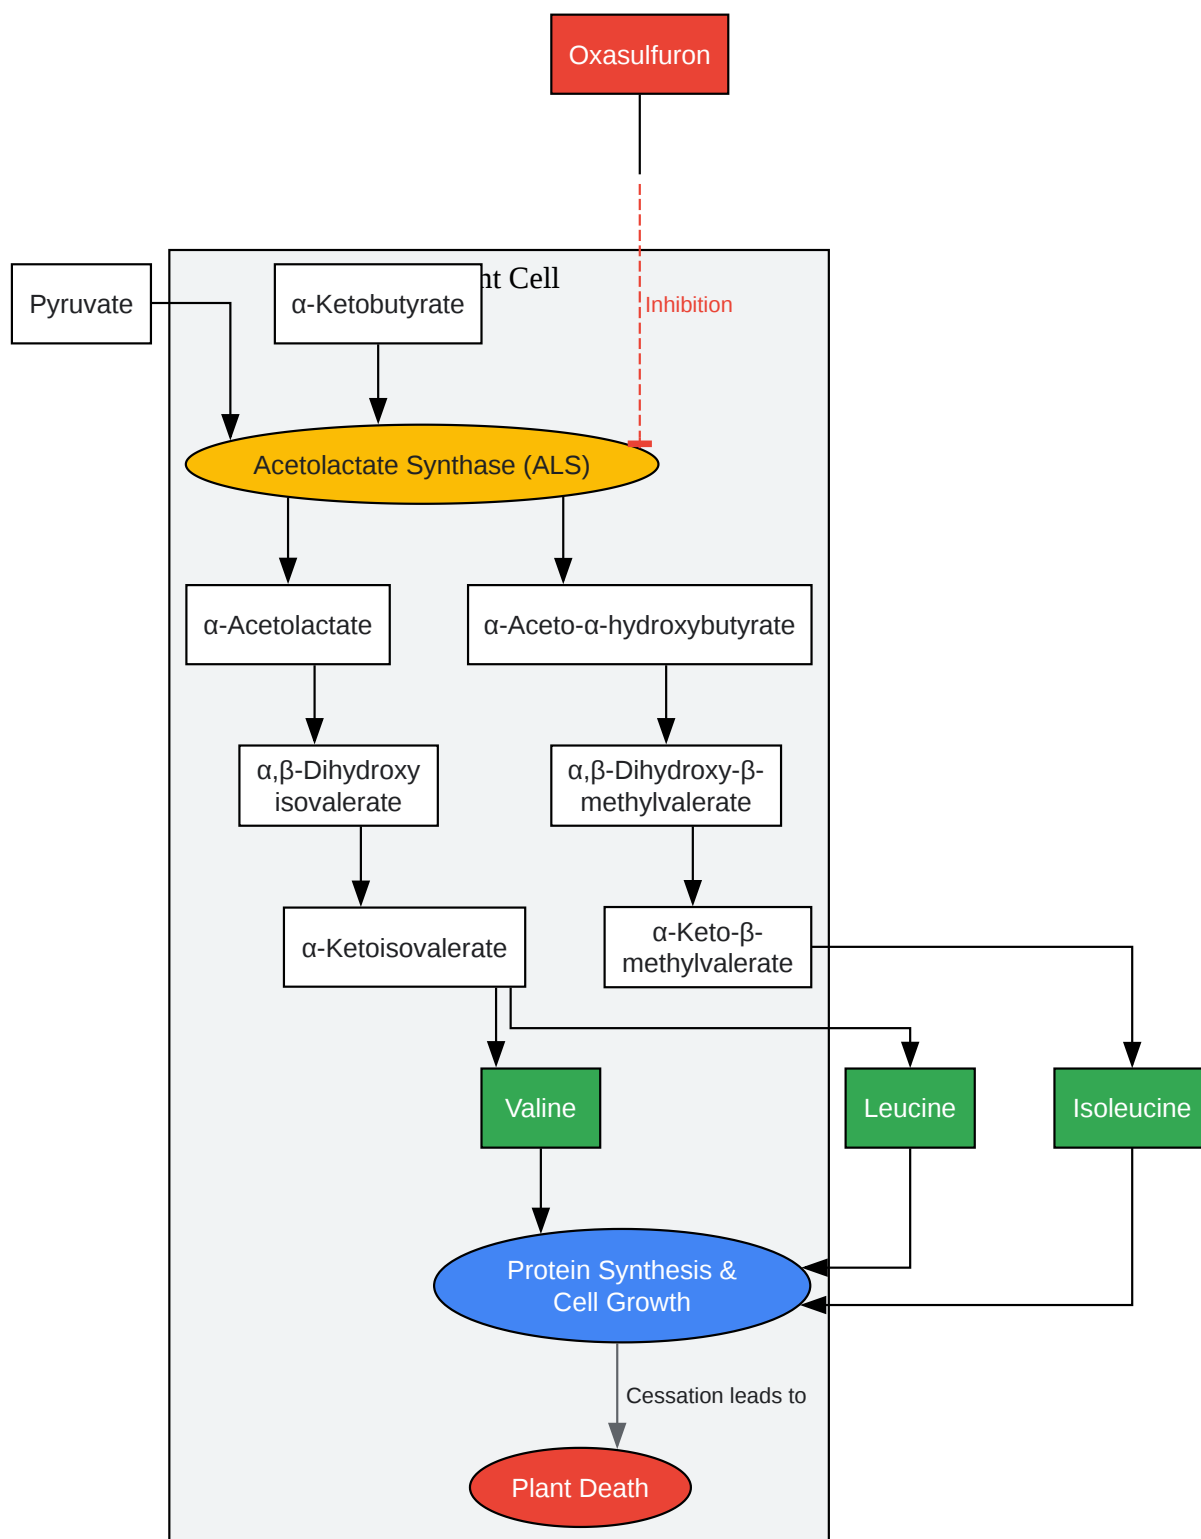 Oxasulfuron
Inhibition
nt Cell
Pyruvate
α-Ketobutyrate
Acetolactate Synthase (ALS)
α-Acetolactate
α-Aceto-α-hydroxybutyrate
α,β-Dihydroxy
isovalerate
α,β-Dihydroxy-β-
methylvalerate
α-Ketoisovalerate
α-Keto-β-
methylvalerate
Valine
Leucine
Isoleucine
Protein Synthesis &
Cell Growth
Cessation leads to
Plant Death